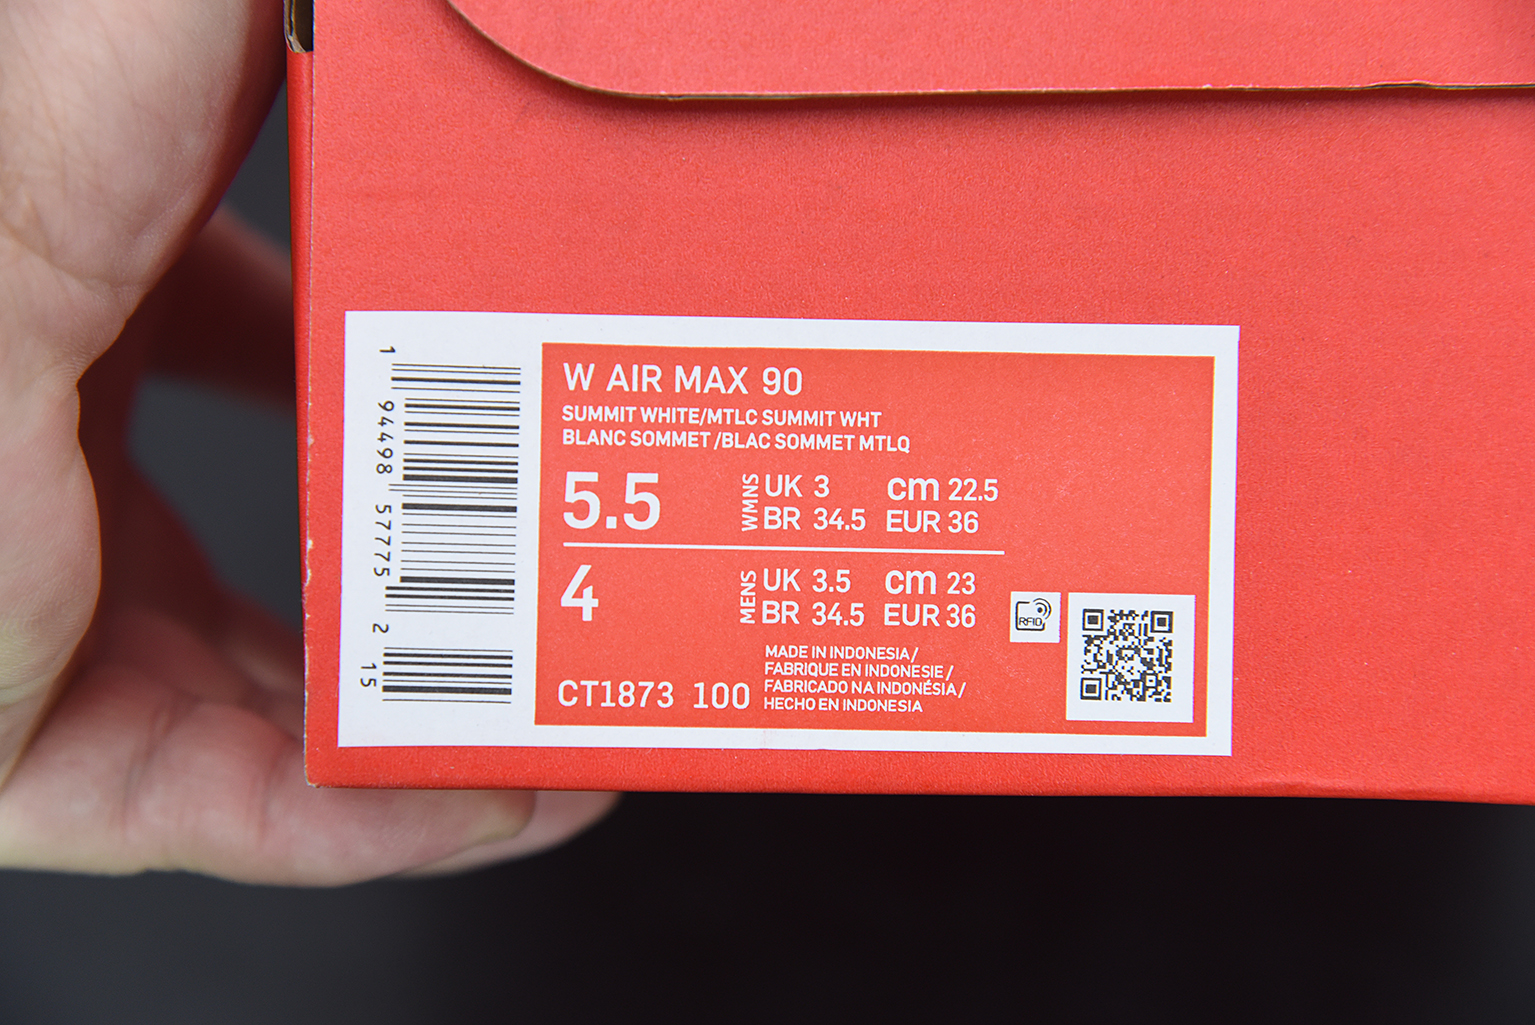 1 94498 57775 2 15
W AIR MAX 90
SUMMIT WHITE/MTLC SUMMIT WHT
BLANC SOMMET /BLAC SOMMET MTLQ
5.5 WMNS UK 3 cm 22.5
BR 34.5 EUR 36
4 MENS UK 3.5 cm 23
BR 34.5 EUR 36
MADE IN INDONESIA/
FABRIQUE EN INDONESIE/
FABRICADO NA INDONÉSIA/
HECHO EN INDONESIA
CT1873 100
RFID